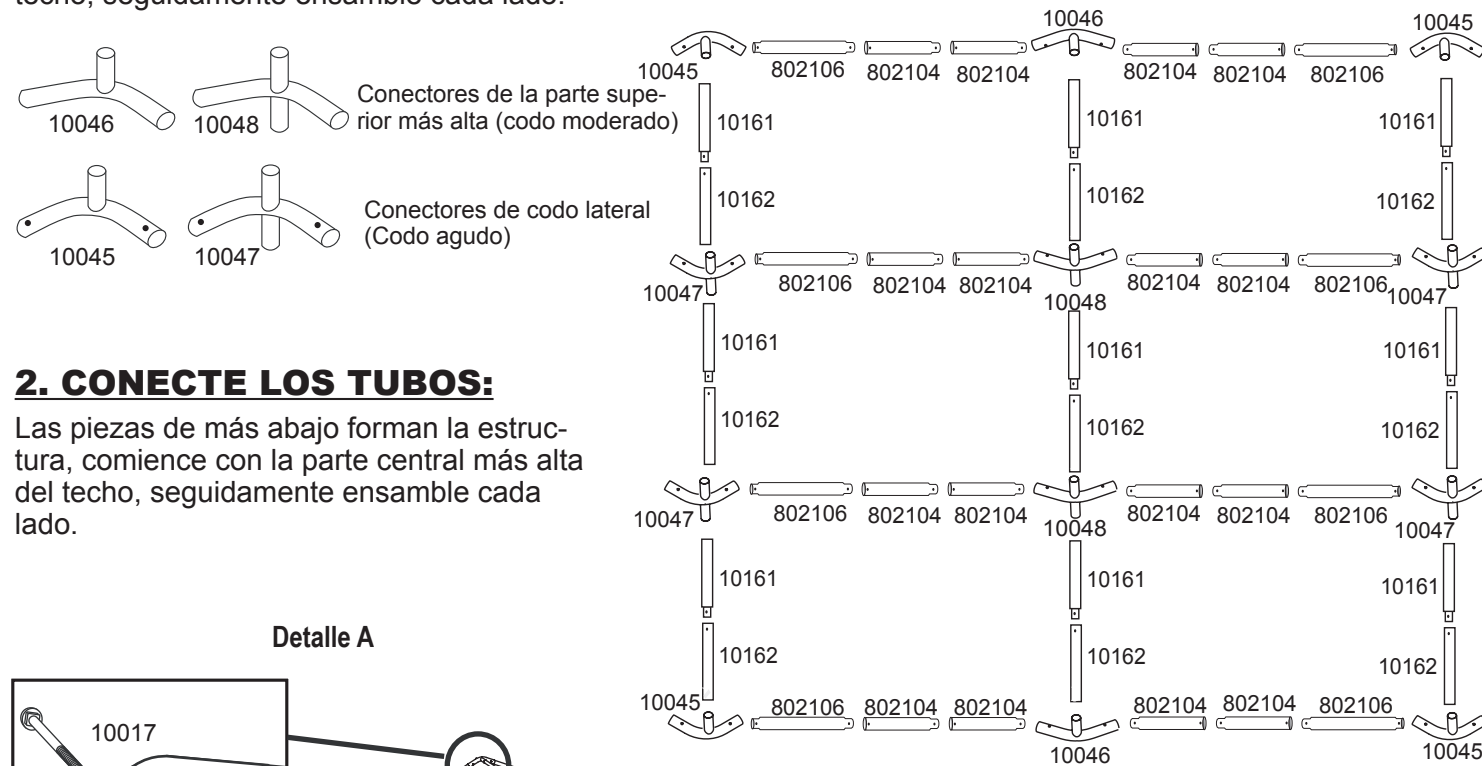 techo, seguidamente ensamble cada lado.
10046
10048
Conectores de la parte supe-
rior más alta (codo moderado)
10045
10047
Conectores de codo lateral
(Codo agudo)
2. CONECTE LOS TUBOS:
Las piezas de más abajo forman la estruc-
tura, comience con la parte central más alta
del techo, seguidamente ensamble cada
lado.
Detalle A
10017
10046 10045
10045 802106 802104 802104 802104 802104 802106
10161 10161 10161
10162 10162 10162
10047 802106 802104 802104 10048 802104 802104 802106 10047
10161 10161 10161
10162 10162 10162
10047 802106 802104 802104 10048 802104 802104 802106 10047
10161 10161 10161
10162 10162 10162
10045 802106 802104 802104 802104 802104 802106
10046 10045